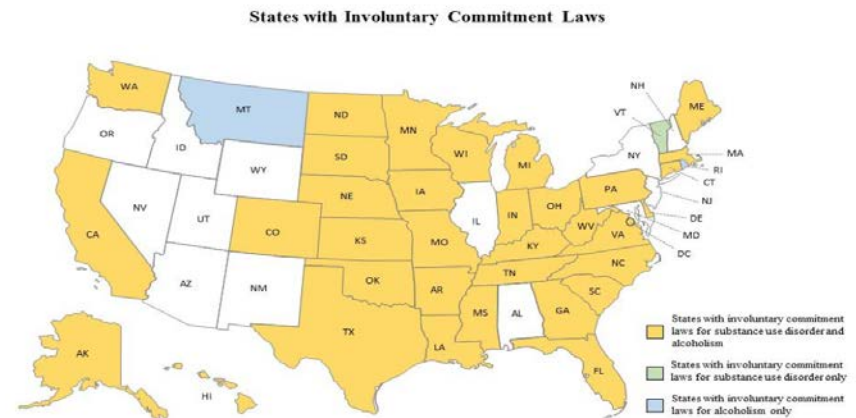 States with Involuntary Commitment Laws
WA
MT
ND
MN
OR
ID
SD
WI
MI
WY
NH
VT
ME
NY
MA
RI
CT
NJ
DE
MD
DC
NV
UT
CO
NE
IA
KS
MO
IL
IN
OH
PA
WV
VA
KY
CA
AZ
NM
OK
AR
TN
NC
SC
TX
LA
MS
AL
GA
FL
AK
HI
States with involuntary commitment
laws for substance use disorder and
alcoholism
States with involuntary commitment
laws for substance use disorder only
States with involuntary commitment
laws for alcoholism only